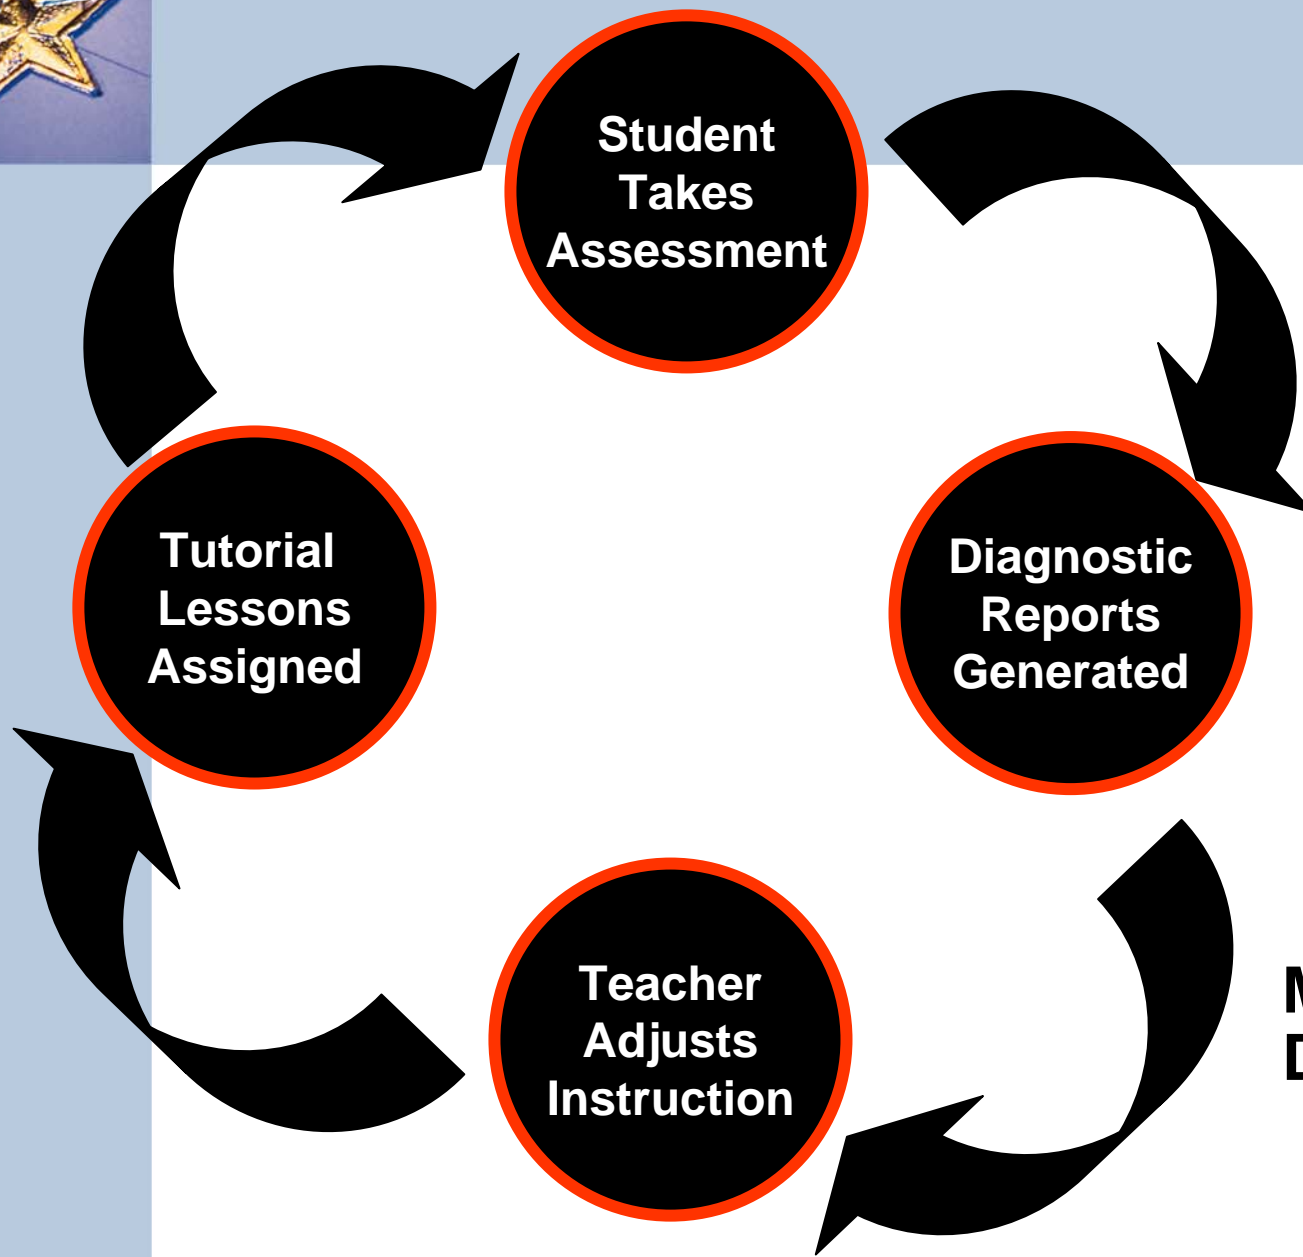 Student
Takes
Assessment
Tutorial
Lessons
Assigned
Diagnostic
Reports
Generated
Teacher
Adjusts
Instruction